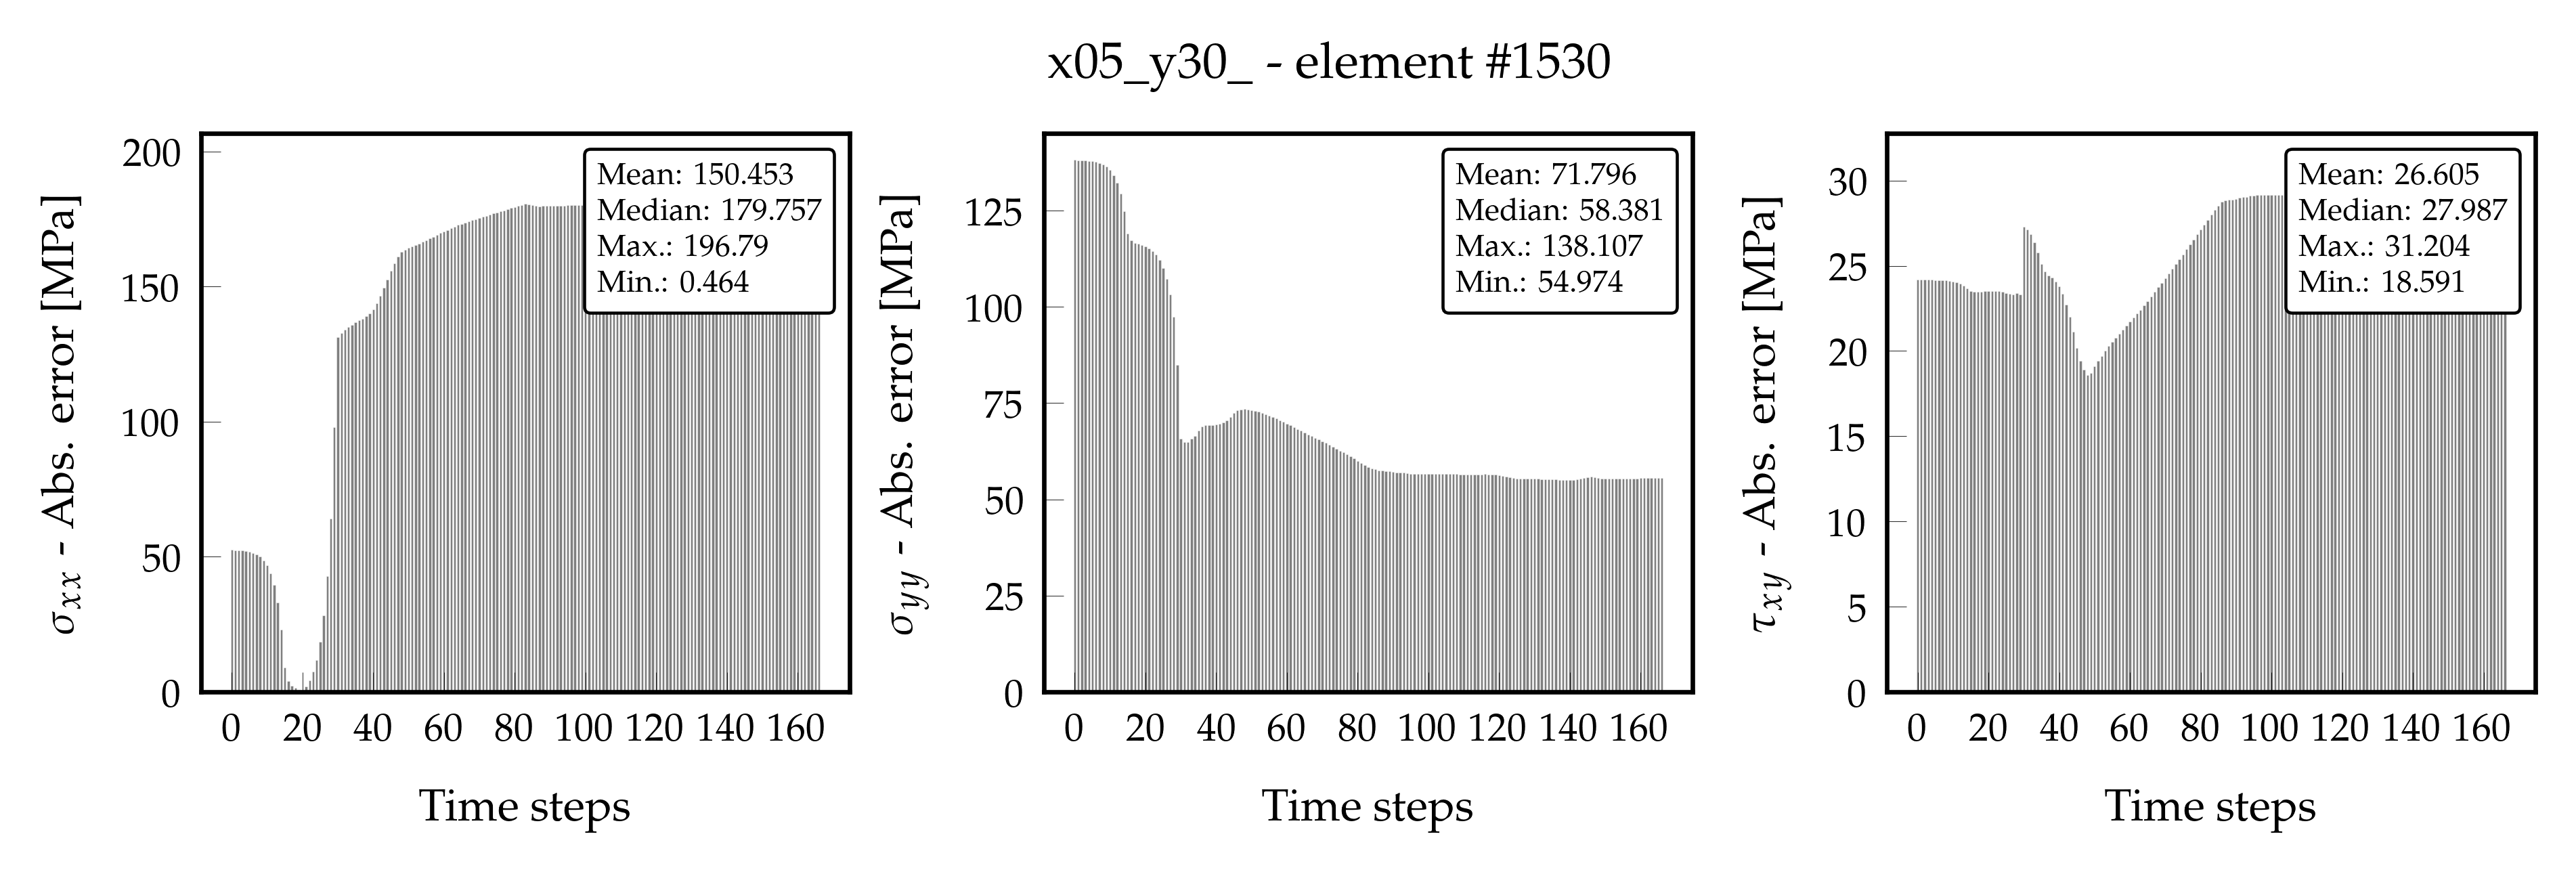 x05_y30_ - element #1530
σxx - Abs. error [MPa]
200
150
100
50
0
Mean: 150.453
Median: 179.757
Max.: 196.79
Min.: 0.464
0 20 40 60 80 100 120 140 160
Time steps
σyy - Abs. error [MPa]
125
100
75
50
25
0
Mean: 71.796
Median: 58.381
Max.: 138.107
Min.: 54.974
0 20 40 60 80 100 120 140 160
Time steps
τxy - Abs. error [MPa]
30
25
20
15
10
5
0
Mean: 26.605
Median: 27.987
Max.: 31.204
Min.: 18.591
0 20 40 60 80 100 120 140 160
Time steps